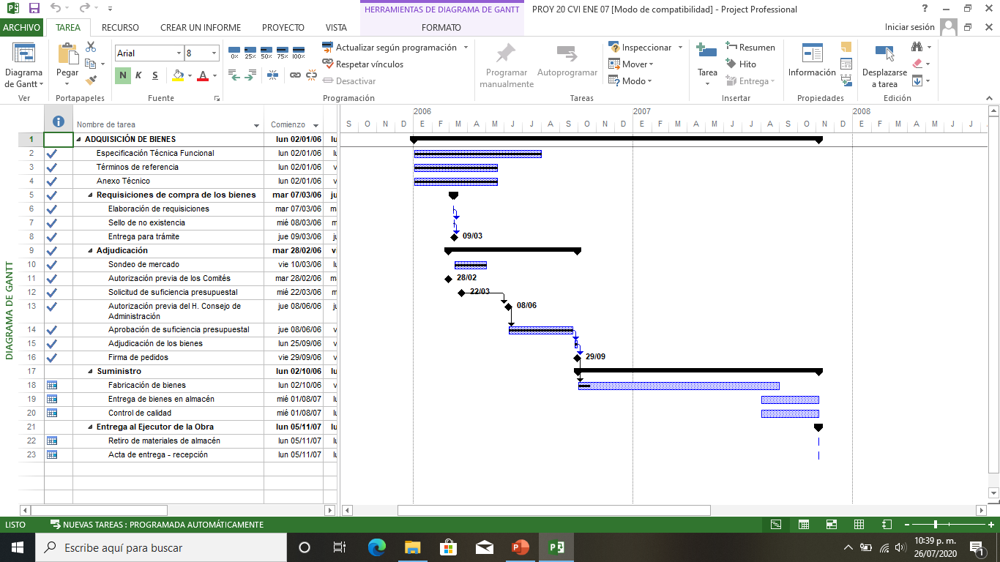 HERRAMIENTAS DE DIAGRAMA DE GANTT
PROY 20 CVI ENE 07 [Modo de compatibilidad] - Project Professional
ARCHIVO TAREA RECURSO CREAR UN INFORME PROYECTO VISTA FORMATO Iniciar sesión
Diagrama de Gantt
Ver
Pegar
Portapapeles
Arial 8
N K S A
Fuente
0% 25% 50% 75% 100%
Actualizar según programación
Respetar vínculos
Desactivar
Programación
Programar manualmente
Autoprogramar
Inspeccionar
Mover
Modo
Tareas
Tarea
Resumen
Hito
Entrega
Insertar
Información
Propiedades
Desplazarse a tarea
Edición
2006 2007 2008
Nombre de tarea Comienzo S O N D E F M A M J J A S O N D E F M A M J J A S O N D E F M A M J J
1 ADQUISICIÓN DE BIENES lun 02/01/06 lu
2 Especificación Técnica Funcional lun 02/01/06 lu
3 Términos de referencia lun 02/01/06 v
4 Anexo Técnico lun 02/01/06 v
5 Requisiciones de compra de los bienes mar 07/03/06 ju
6 Elaboración de requisiciones mar 07/03/06 m
7 Sello de no existencia mié 08/03/06 m
8 Entrega para trámite jue 09/03/06 ju 09/03
9 Adjudicación mar 28/02/06 v
10 Sondeo de mercado vie 10/03/06 lu
11 Autorización previa de los Comités mar 28/02/06 m 28/02
12 Solicitud de suficiencia presupuestal mié 22/03/06 m 22/03
13 Autorización previa del H. Consejo de Administración jue 08/06/06 ju 08/06
14 Aprobación de suficiencia presupuestal jue 08/06/06 v
15 Adjudicación de los bienes lun 25/09/06 v
16 Firma de pedidos vie 29/09/06 v 29/09
17 Suministro lun 02/10/06 lu
18 Fabricación de bienes lun 02/10/06 v
19 Entrega de bienes en almacén mié 01/08/07 lu
20 Control de calidad mié 01/08/07 lu
21 Entrega al Ejecutor de la Obra lun 05/11/07 lu
22 Retiro de materiales de almacén lun 05/11/07 lu
23 Acta de entrega - recepción lun 05/11/07 lu
DIAGRAMA DE GANTT
LISTO NUEVAS TAREAS : PROGRAMADA AUTOMÁTICAMENTE
Escribe aquí para buscar
10:39 p. m.
26/07/2020
1